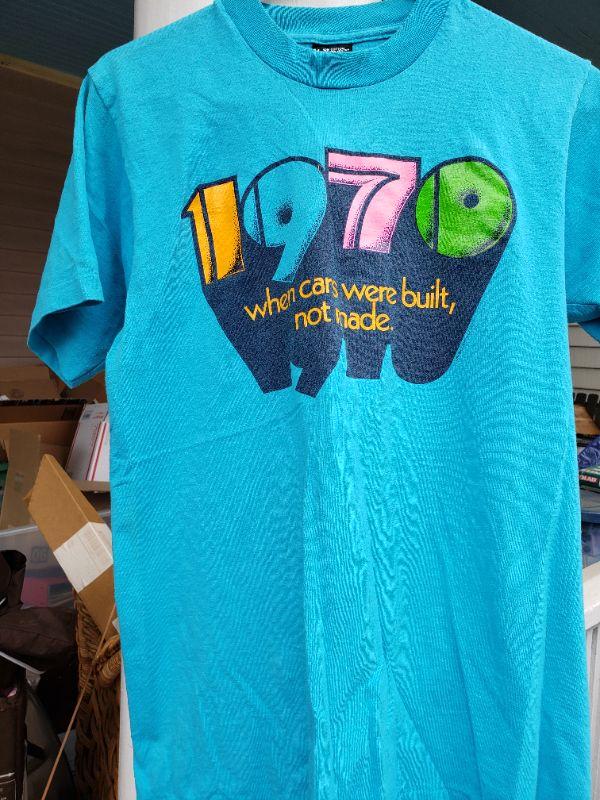 1970
when cars were built,
not made.